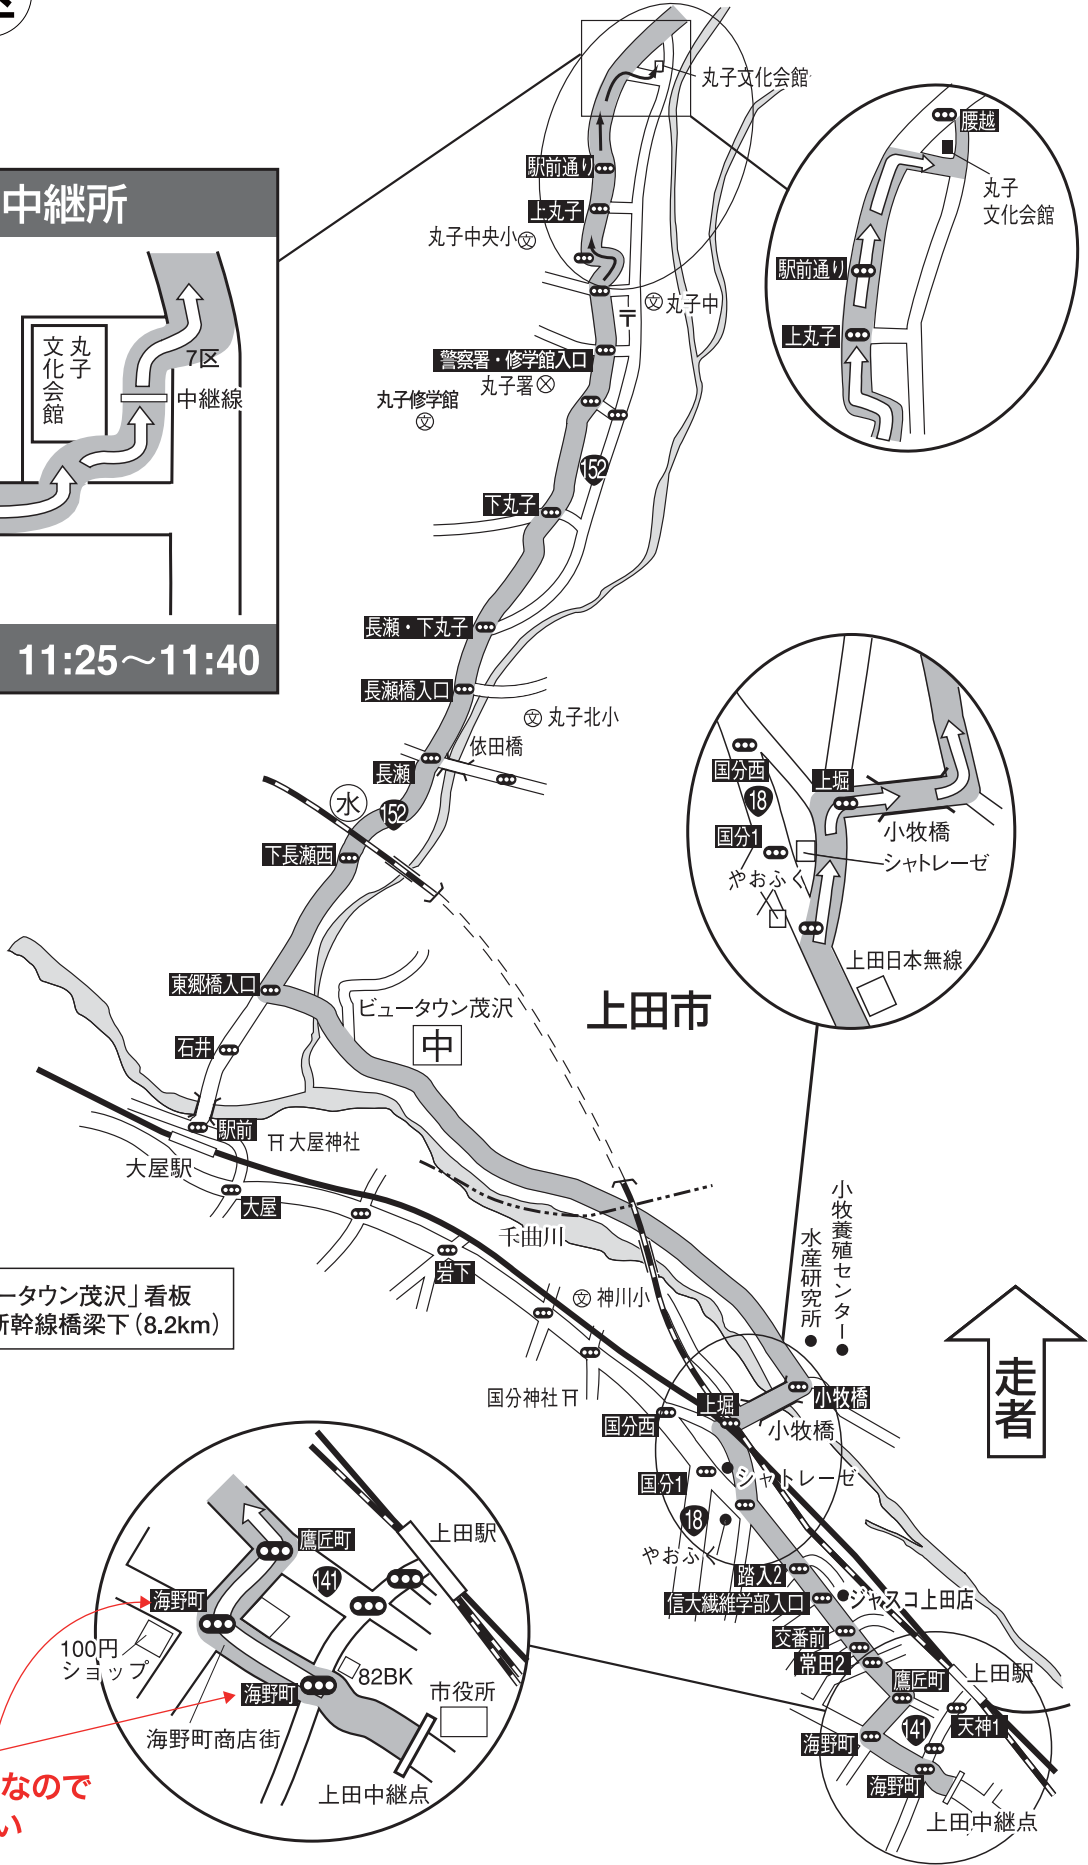 中継所
丸子
文化会館
7区
中継線
11:25～11:40
丸子文化会館
駅前通り
上丸子
丸子中央小
文
文
丸子中
〒
警察署・修学館入口
丸子署
丸子修学館
文
152
下丸子
長瀬・下丸子
長瀬橋入口
文
丸子北小
依田橋
長瀬
水
152
下長瀬西
東郷橋入口
ビュータウン茂沢
中
石井
上田市
駅前
大屋神社
大屋駅
大屋
千曲川
岩下
文
神川小
国分神社
国分西
上堀
小牧橋
小牧橋
国分1
シャトレーゼ
18
やおふく
踏入2
信大繊維学部入口
ジャスコ上田店
交番前
常田2
鷹匠町
上田駅
141
天神1
海野町
海野町
上田中継点
腰越
丸子
文化会館
駅前通り
上丸子
国分西
18
上堀
国分1
小牧橋
シャトレーゼ
やおふく
上田日本無線
小牧養殖センター
水産研究所
走者
ータウン茂沢」看板
新幹線橋梁下(8.2km)
上田駅
鷹匠町
141
海野町
100円
ショップ
82BK
海野町
市役所
海野町商店街
上田中継点
なので
い